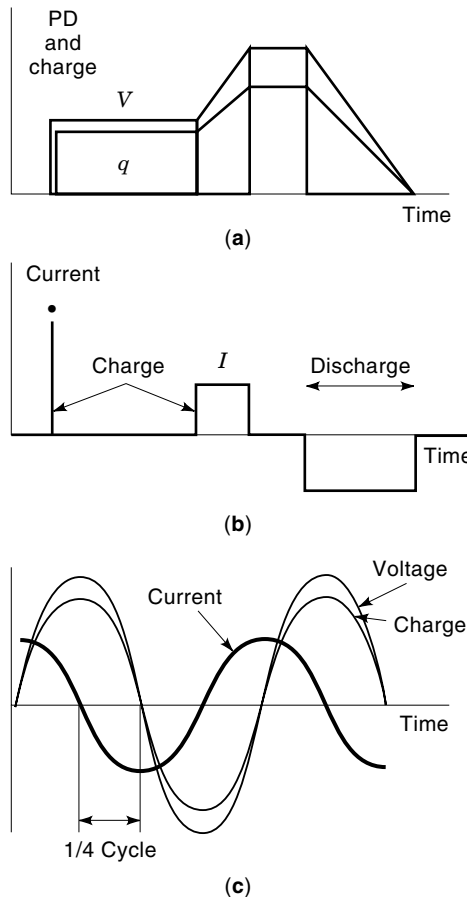 PD
and
charge
V
q
Time
(a)
Current
Charge
I
Discharge
Time
(b)
Voltage
Current
Charge
Time
1/4 Cycle
(c)